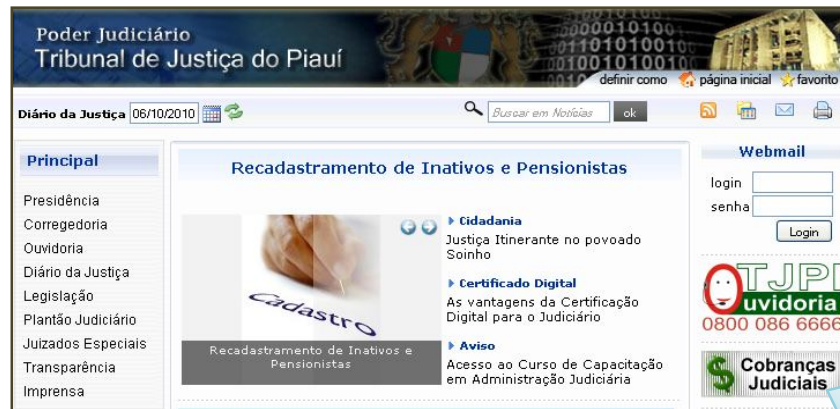 Poder Judiciário
Tribunal de Justiça do Piauí
definir como página inicial favorito
Diário da Justiça 06/10/2010 Buscar em Notícias ok
Principal
Presidência
Corregedoria
Ouvidoria
Diário da Justiça
Legislação
Plantão Judiciário
Juizados Especiais
Transparência
Imprensa
Recadastramento de Inativos e Pensionistas
Cadastro
Recadastramento de Inativos e
Pensionistas
Cidadania
Justiça Itinerante no povoado
Soinho
Certificado Digital
As vantagens da Certificação
Digital para o Judiciário
Aviso
Acesso ao Curso de Capacitação
em Administração Judiciária
Webmail
login
senha
Login
TJPI
Ouvidoria
0800 086 6666
$ Cobranças
Judiciais